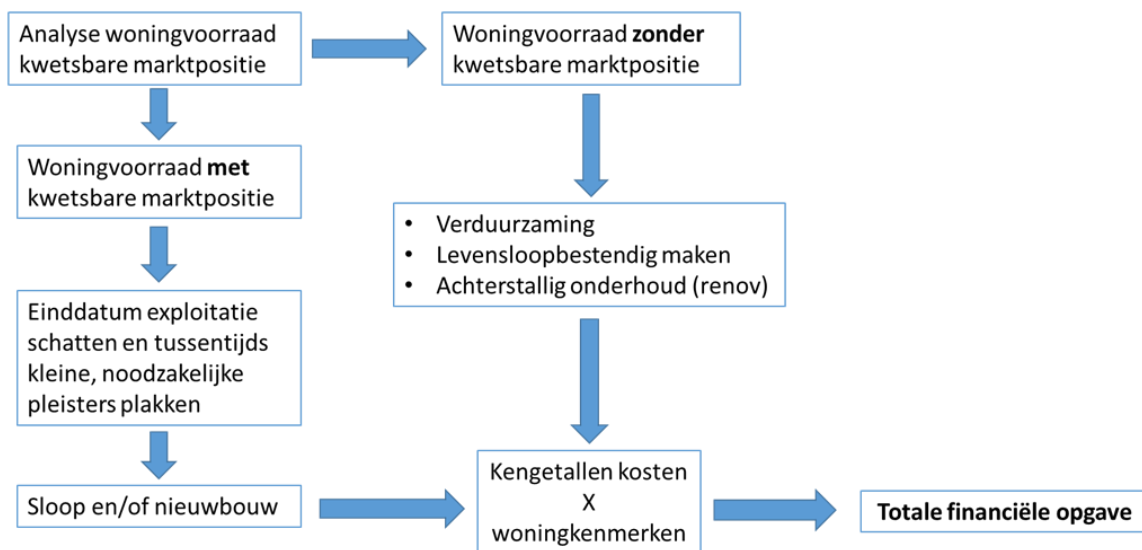 Analyse woningvoorraad
kwetsbare marktpositie
Woningvoorraad zonder
kwetsbare marktpositie
Woningvoorraad met
kwetsbare marktpositie
• Verduurzaming
• Levensloopbestendig maken
• Achterstallig onderhoud (renov)
Einddatum exploitatie
schatten en tussentijds
kleine, noodzakelijke
pleisters plakken
Sloop en/of nieuwbouw
Kengetallen kosten
X
woningkenmerken
Totale financiële opgave